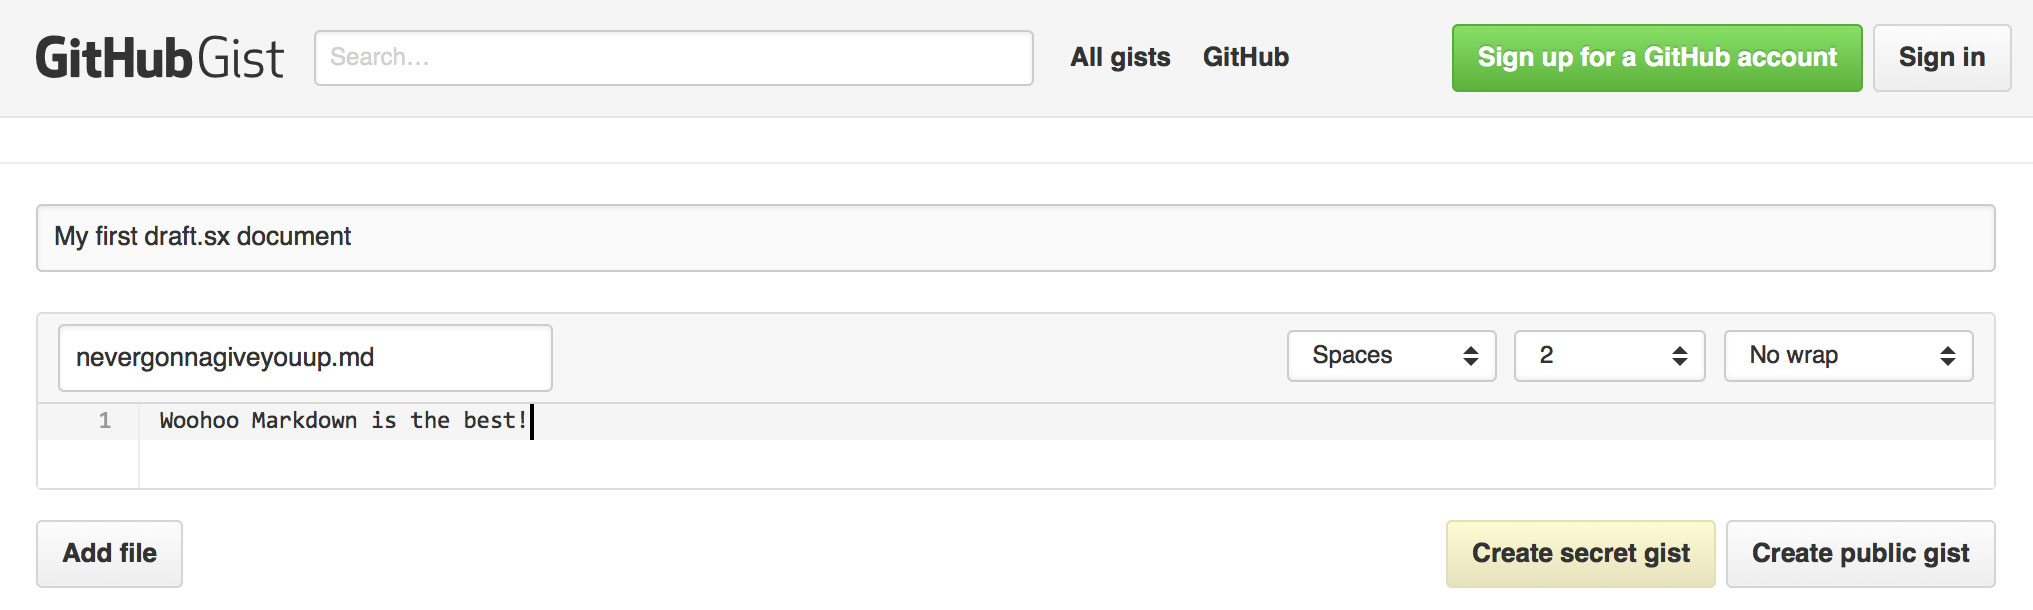 GitHub Gist Search... All gists GitHub Sign up for a GitHub account Sign in
My first draft.sx document
nevergonnagiveyouup.md Spaces 2 No wrap
1 Woohoo Markdown is the best!
Add file Create secret gist Create public gist